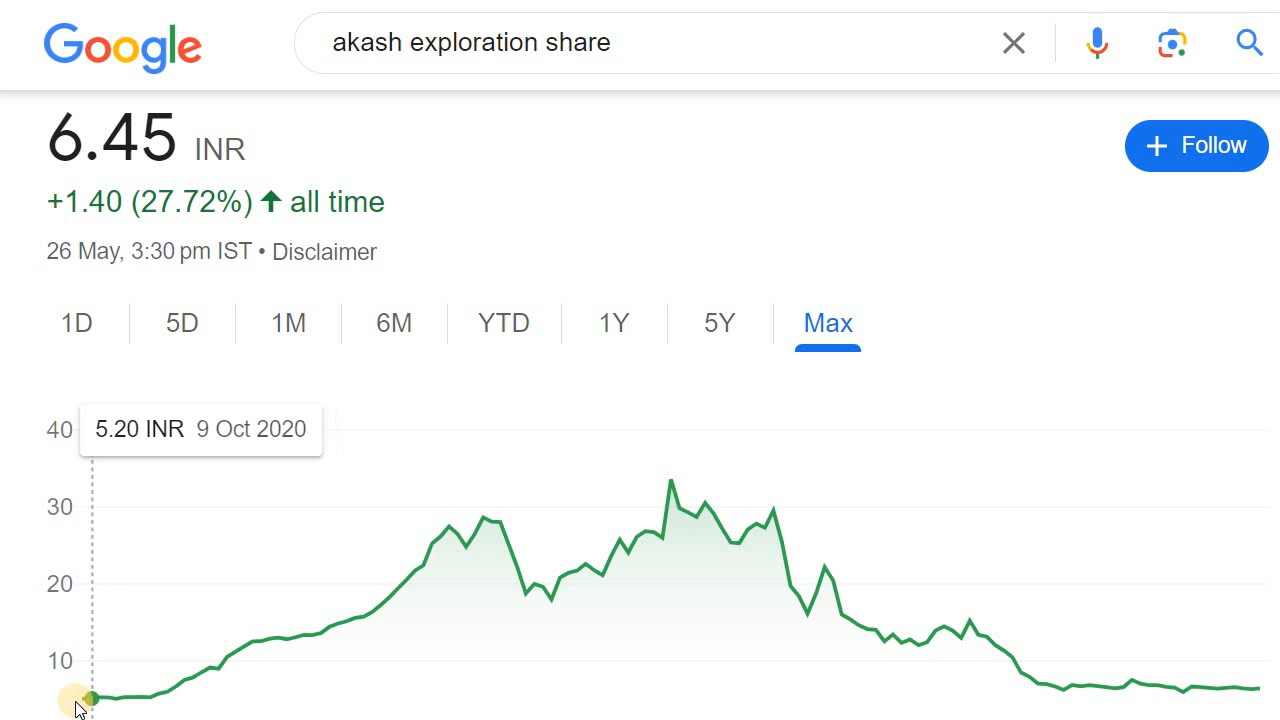 Google
akash exploration share
6.45 INR
+ Follow
+1.40 (27.72%) ↑ all time
26 May, 3:30 pm IST • Disclaimer
1D 5D 1M 6M YTD 1Y 5Y Max
40
5.20 INR 9 Oct 2020
30
20
10